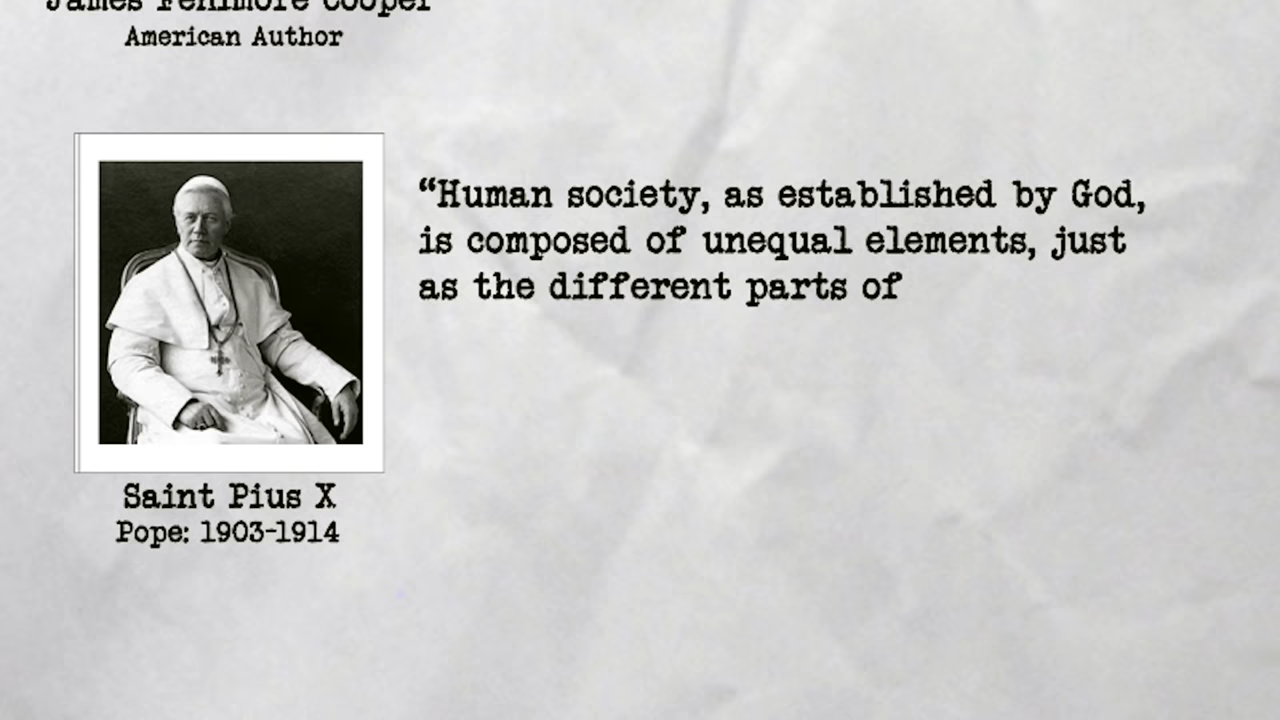 James Fenimore Cooper
American Author
“Human society, as established by God,
is composed of unequal elements, just
as the different parts of
Saint Pius X
Pope: 1903-1914